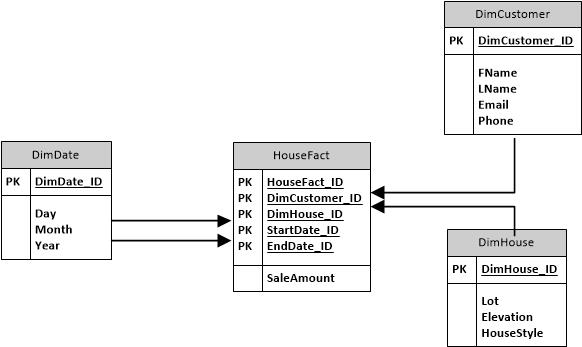 DimCustomer
PK DimCustomer_ID
FName
LName
Email
Phone
DimDate
PK DimDate_ID
Day
Month
Year
HouseFact
PK HouseFact_ID
PK DimCustomer_ID
PK DimHouse_ID
PK StartDate_ID
PK EndDate_ID
SaleAmount
DimHouse
PK DimHouse_ID
Lot
Elevation
HouseStyle